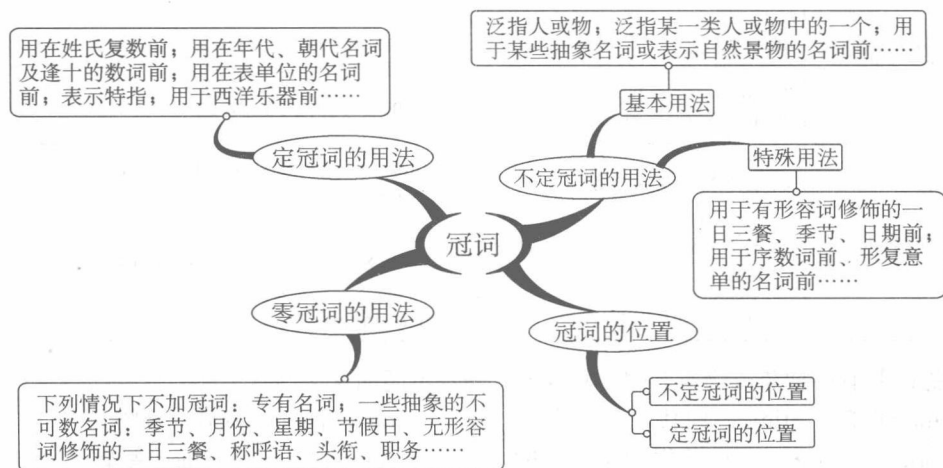 用在姓氏复数前；用在年代、朝代名词
及逢十的数词前；用在表单位的名词
前；表示特指；用于西洋乐器前……
定冠词的用法
泛指人或物；泛指某一类人或物中的一个；用
于某些抽象名词或表示自然景物的名词前……
基本用法
不定冠词的用法
特殊用法
用于有形容词修饰的一
日三餐、季节、日期前；
用于序数词前、形复意
单的名词前……
冠词
零冠词的用法
下列情况下不加冠词：专有名词；一些抽象的不
可数名词；季节、月份、星期、节假日、无形容
词修饰的一日三餐、称呼语、头衔、职务……
冠词的位置
不定冠词的位置
定冠词的位置